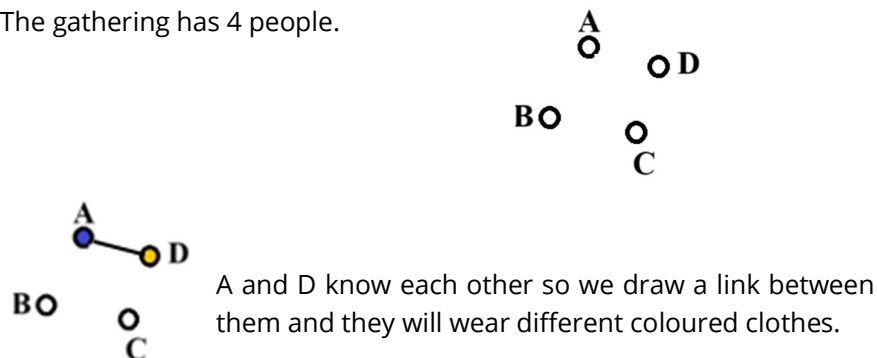 The gathering has 4 people.
A
D
B
C
A
D
B
C
A and D know each other so we draw a link between
them and they will wear different coloured clothes.